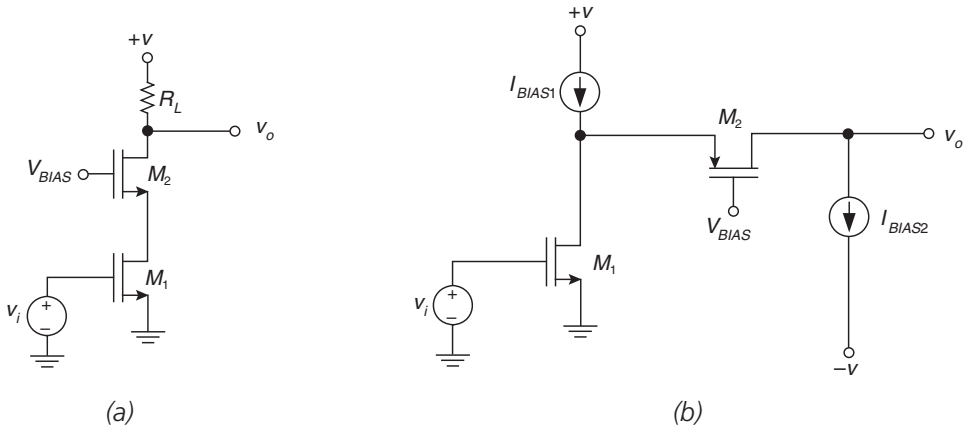 +v
R_L
v_o
V_BIAS
M_2
M_1
v_i
+
−
(a)
+v
I_BIAS1
M_2
v_o
V_BIAS
I_BIAS2
M_1
v_i
+
−
−v
(b)